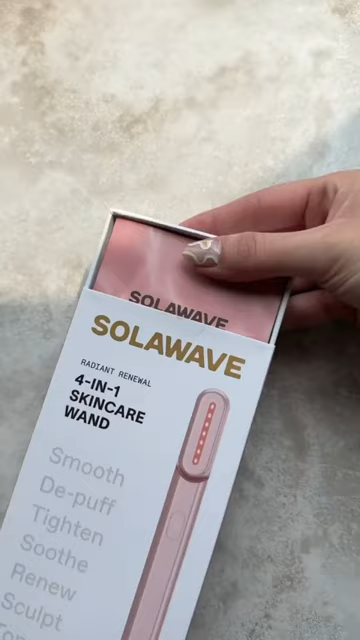 SOLAWAVE
SOLAWAVE
RADIANT RENEWAL
4-IN-1
SKINCARE
WAND
Smooth
De-puff
Tighten
Soothe
Renew
Sculpt